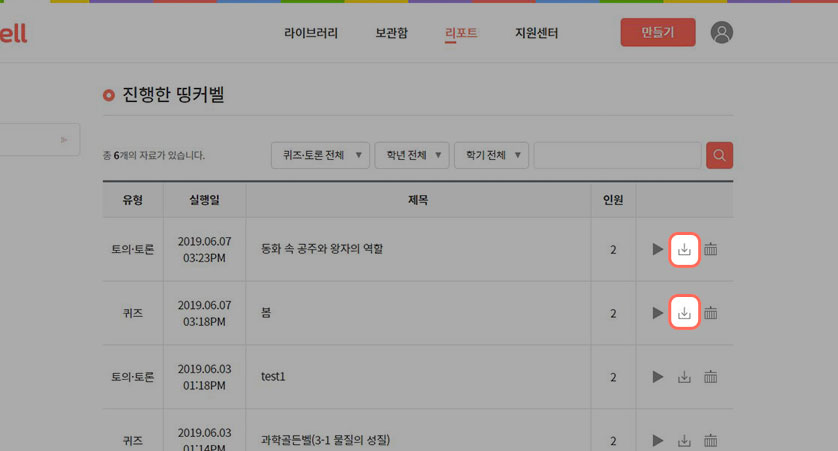 ell
라이브러리 보관함 리포트 지원센터 만들기
진행한 띵커벨
총 6개의 자료가 있습니다. 퀴즈·토론 전체 학년 전체 학기 전체
유형 실행일 제목 인원
토의·토론 2019.06.07 03:23PM 동화 속 공주와 왕자의 역할 2
퀴즈 2019.06.07 03:18PM 봄 2
토의·토론 2019.06.03 01:18PM test1 2
퀴즈 2019.06.03 01:14PM 과학골든벨(3-1 물질의 성질) 2